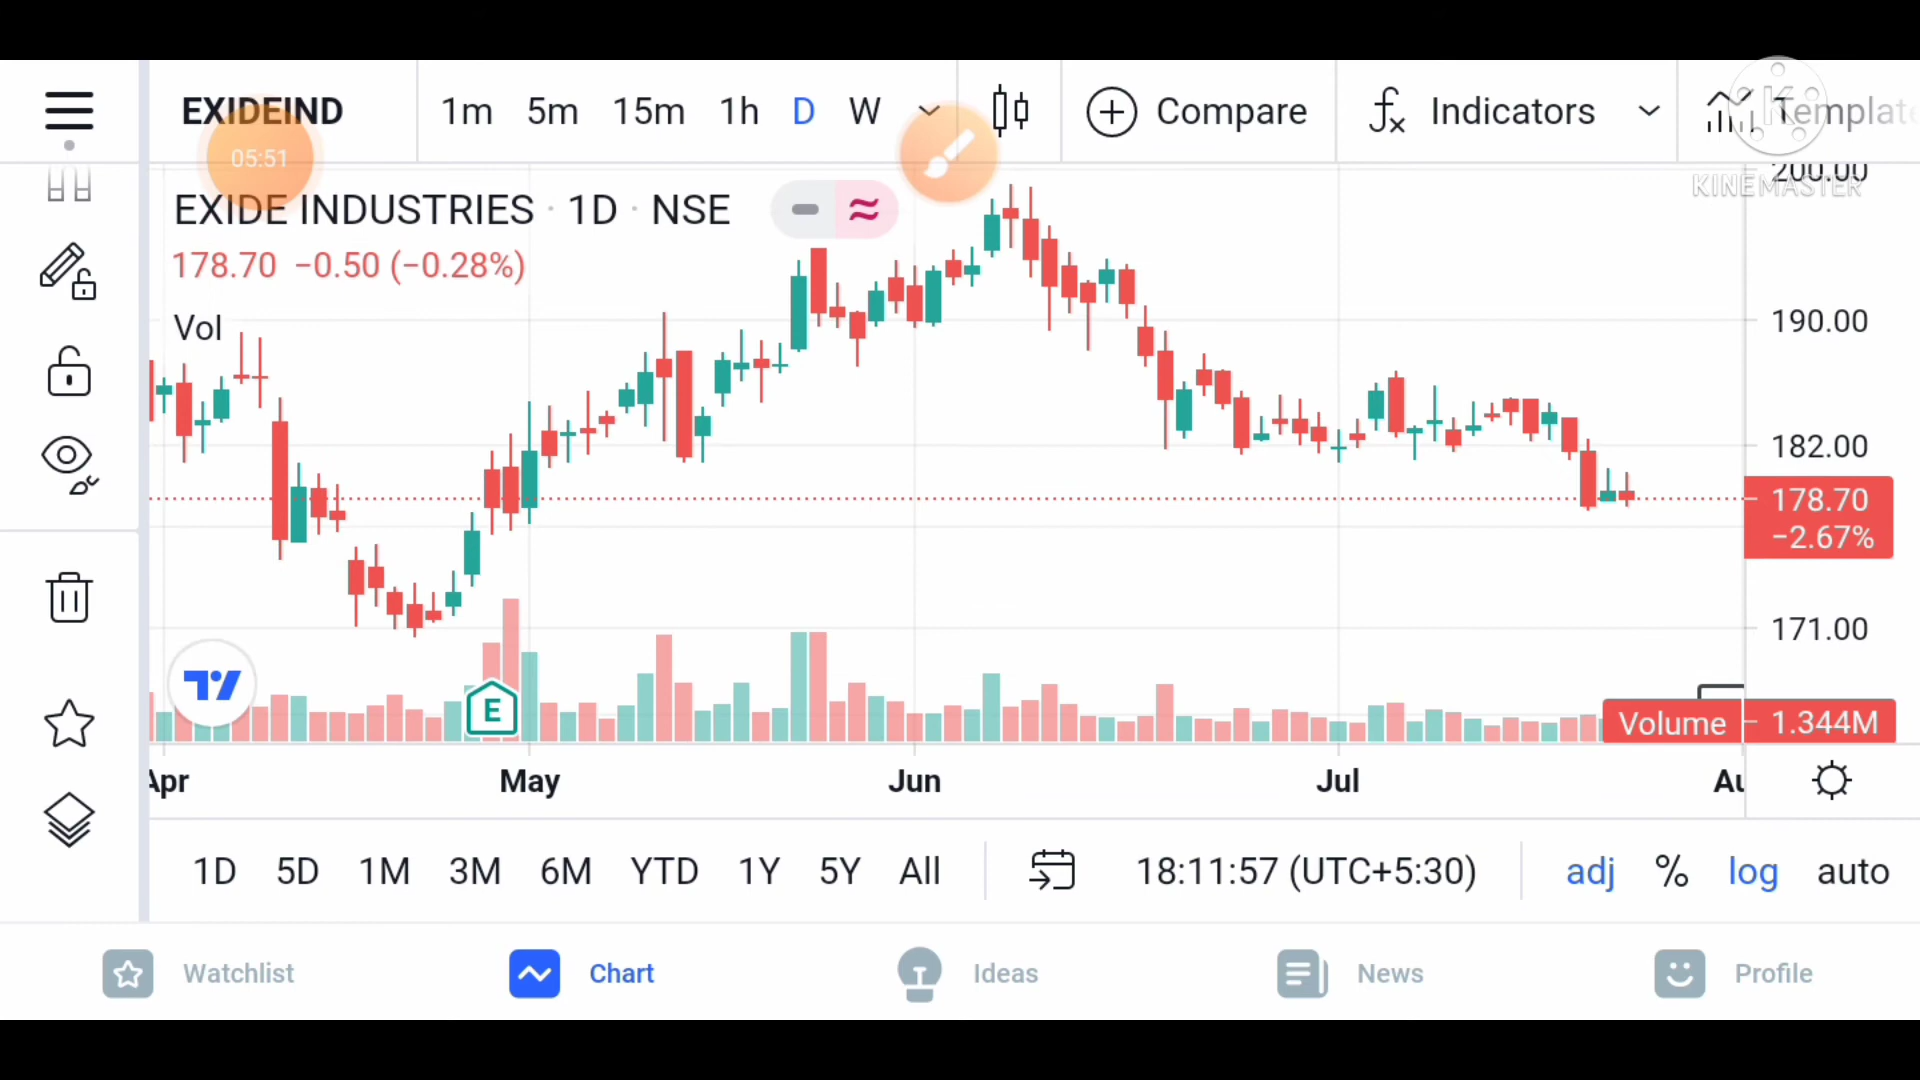 EXIDEIND
1m 5m 15m 1h D W
Compare
Indicators
05:51
KINEMASTER
200.00
EXIDE INDUSTRIES · 1D · NSE
178.70 −0.50 (−0.28%)
Vol
190.00
182.00
178.70
−2.67%
171.00
E
Volume 1.344M
Apr May Jun Jul
1D 5D 1M 3M 6M YTD 1Y 5Y All
18:11:57 (UTC+5:30)
adj % log auto
Watchlist Chart Ideas News Profile